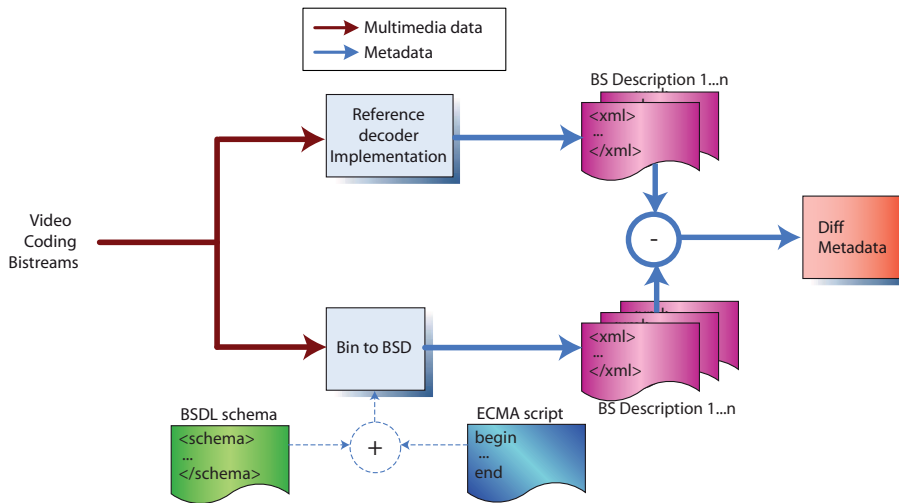 Multimedia data
Metadata
BS Description 1...n
Reference
decoder
Implementation
<xml>
...
</xml>
Video
Coding
Bistreams
-
Diff
Metadata
Bin to BSD
<xml>
...
</xml>
BS Description 1...n
BSDL schema
<schema>
...
</schema>
+
ECMA script
begin
...
end